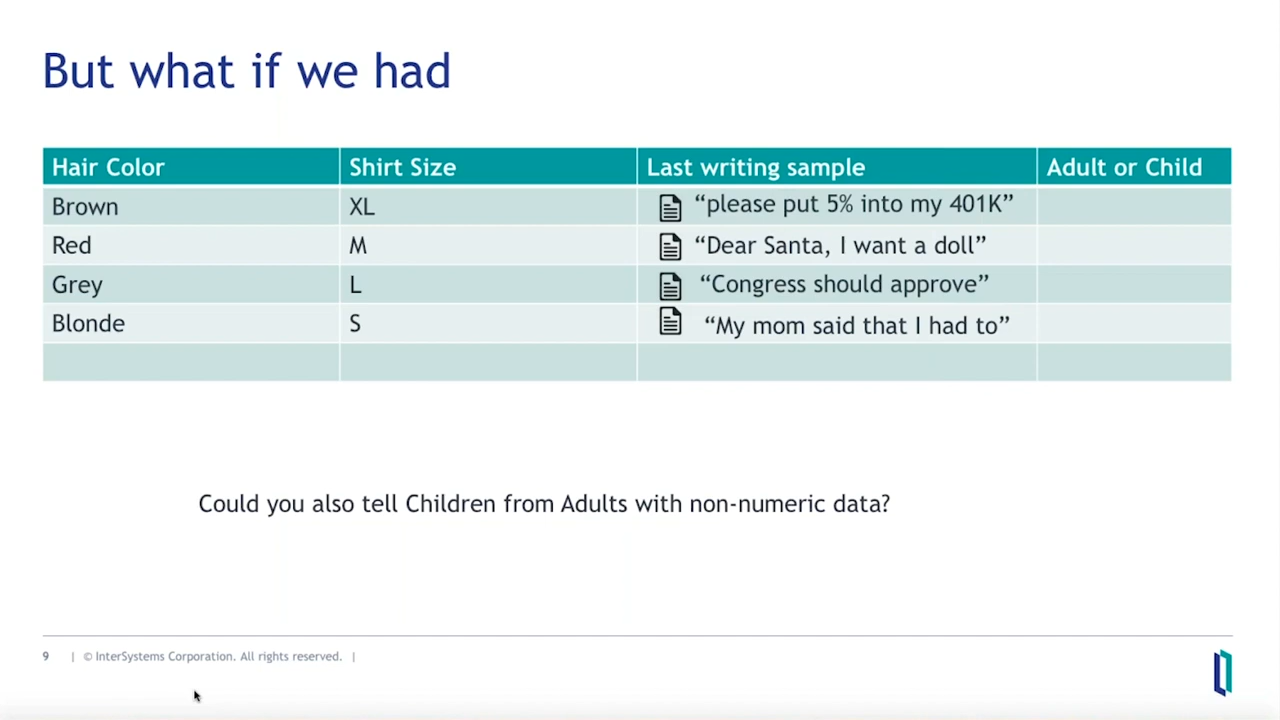 But what if we had
Hair Color Shirt Size Last writing sample Adult or Child
Brown XL “please put 5% into my 401K”
Red M “Dear Santa, I want a doll”
Grey L “Congress should approve”
Blonde S “My mom said that I had to”
Could you also tell Children from Adults with non-numeric data?
9 | © InterSystems Corporation. All rights reserved. |